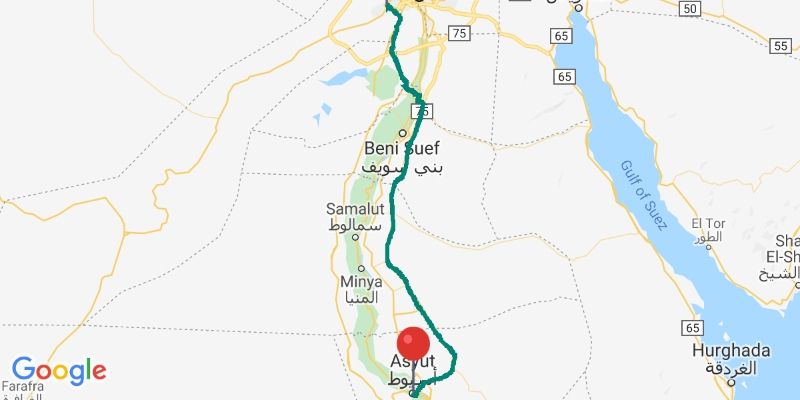 75
50
55
65
65
75
Beni Suef
بني سويف
Gulf of Suez
Samalut
سمالوط
El Tor
الطور
Sha
El-Sh
الشيخ
Minya
المنيا
65
Hurghada
الغردقة
Asyut
أسيوط
Google
Farafra